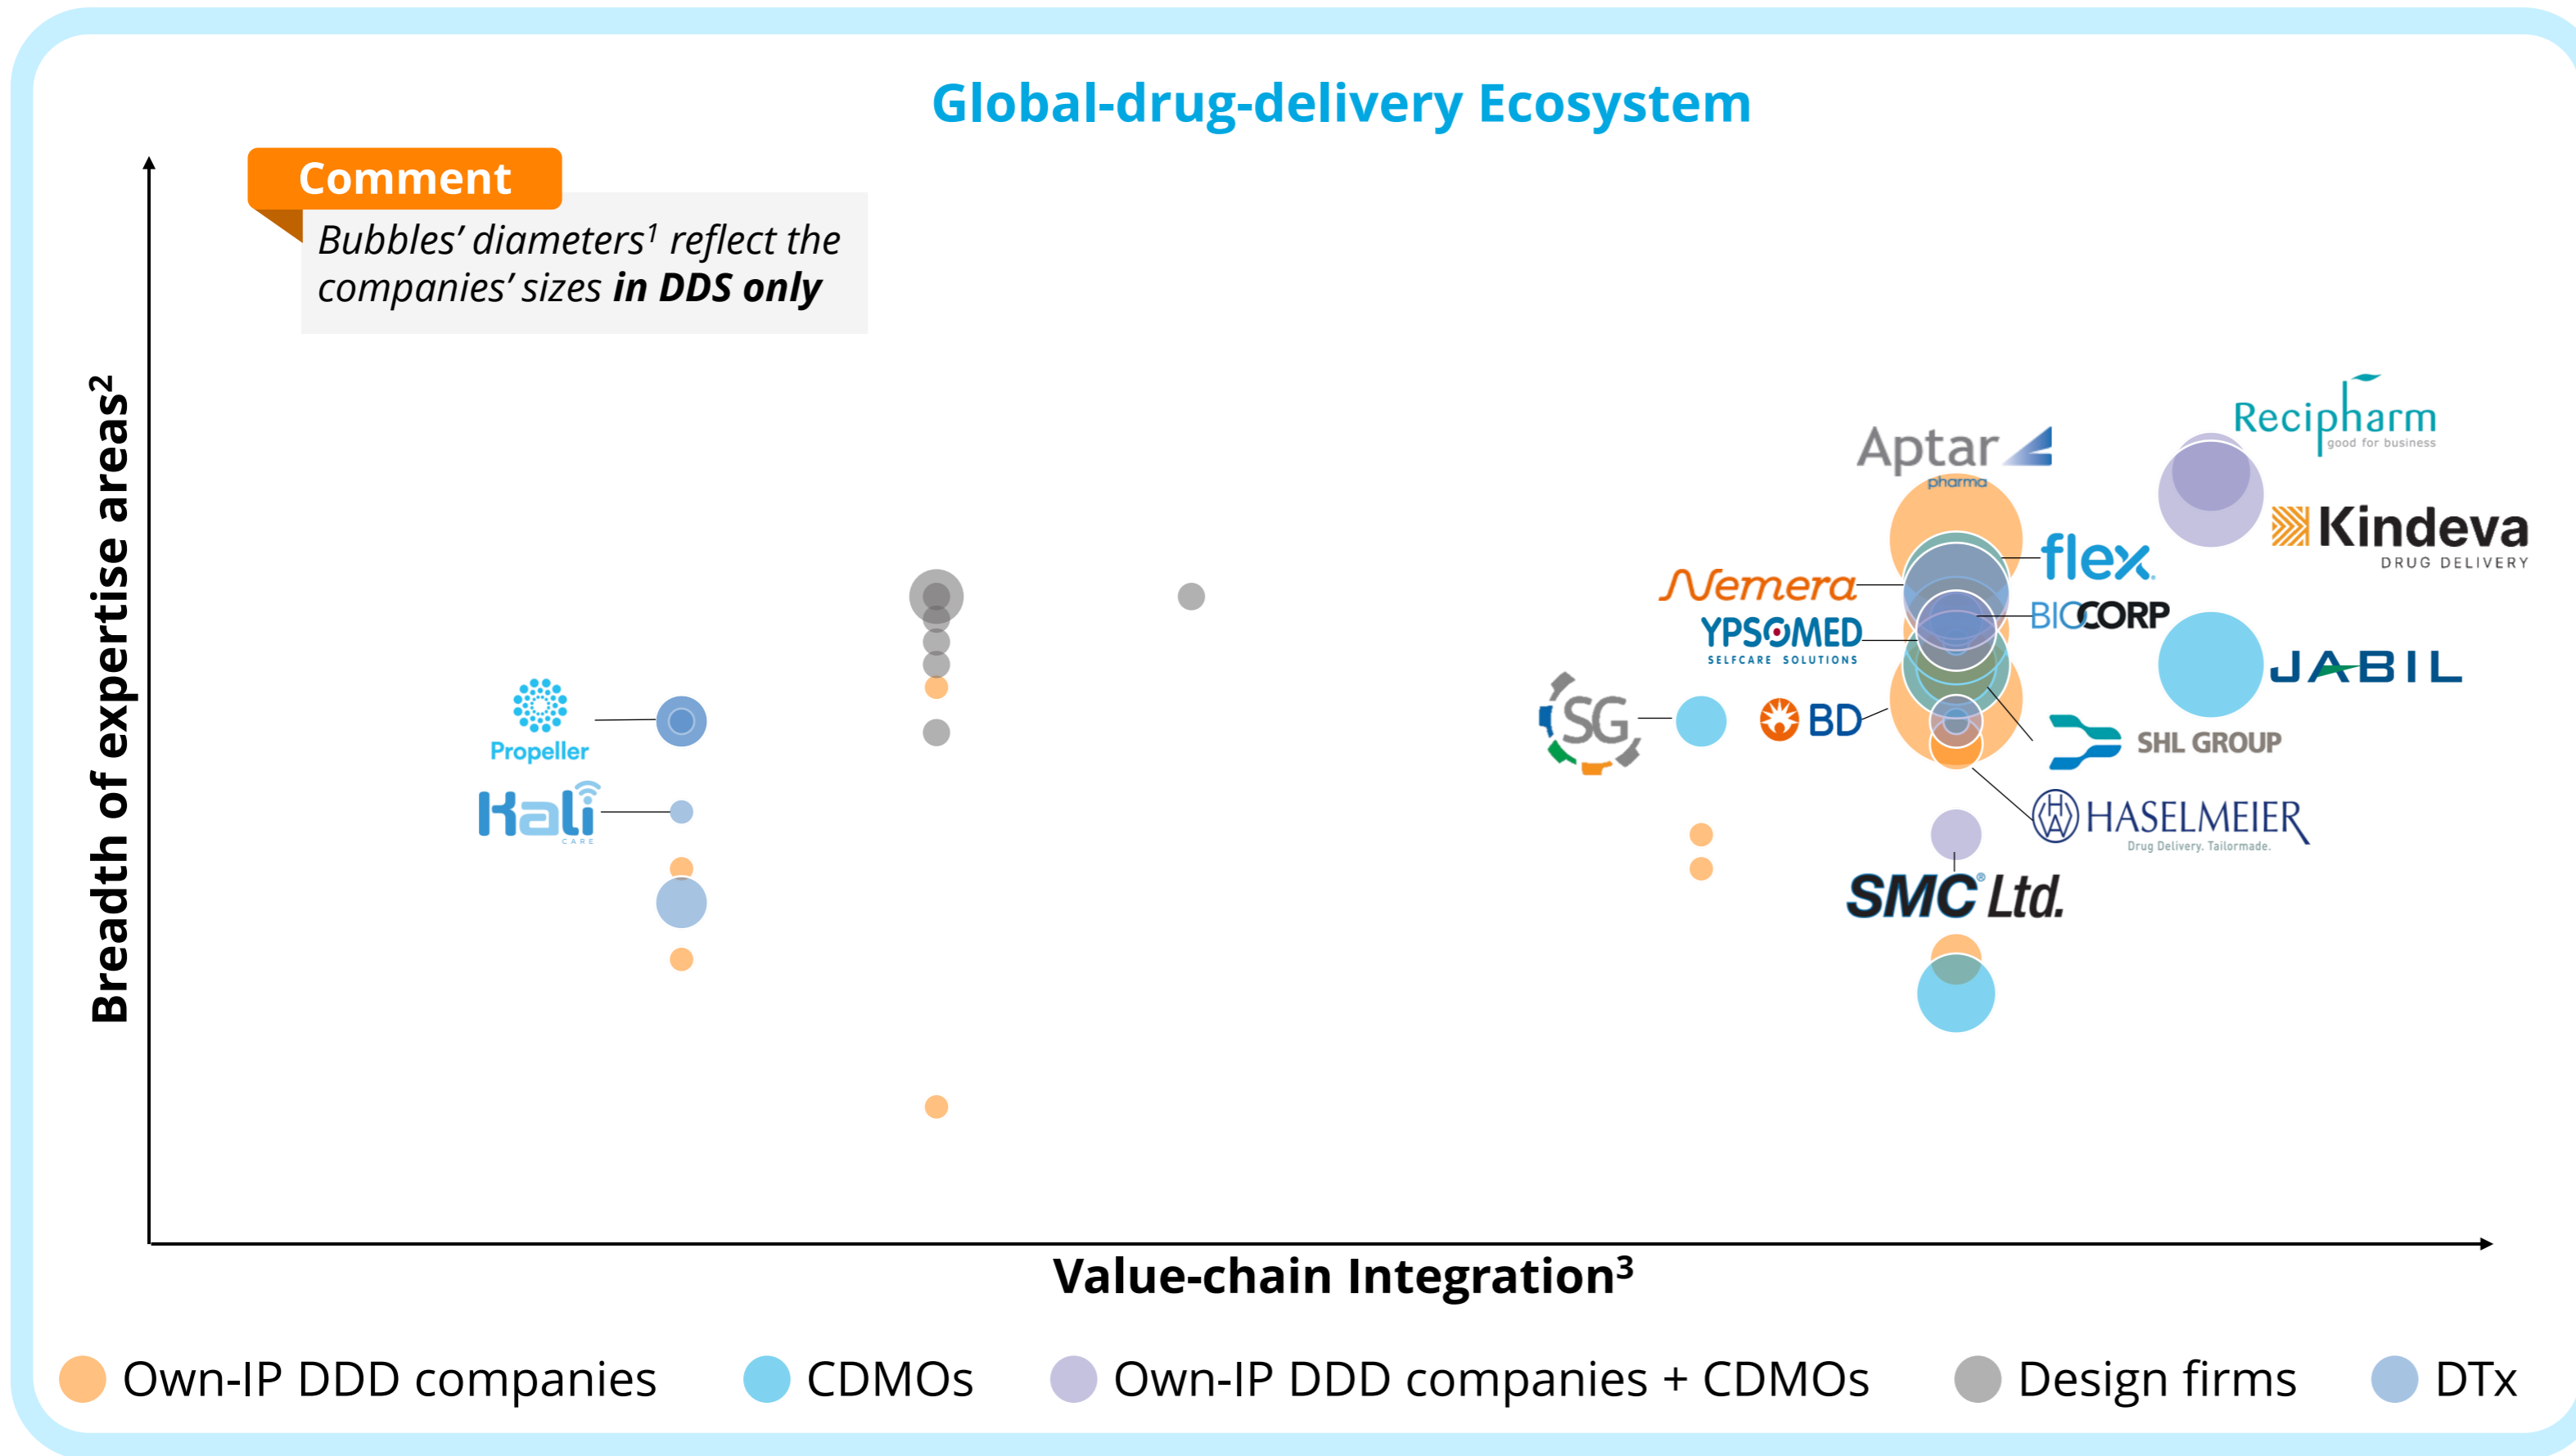 Global-drug-delivery Ecosystem
Comment
Bubbles’ diameters¹ reflect the
companies’ sizes in DDS only
Breadth of expertise areas²
Recipharm
good for business
Aptar
pharma
Kindeva
DRUG DELIVERY
flex.
Nemera
BIOCORP
YPSOMED
SELFCARE SOLUTIONS
JABIL
Propeller
SG
BD
SHL GROUP
Kali
CARE
HASELMEIER
Drug Delivery. Tailormade.
SMC® Ltd.
Value-chain Integration³
Own-IP DDD companies
CDMOs
Own-IP DDD companies + CDMOs
Design firms
DTx